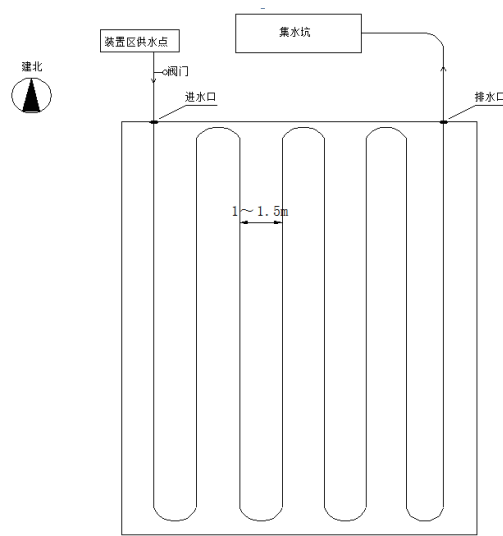 装置区供水点
集水坑
阀门
建北
进水口
排水口
1～1.5m